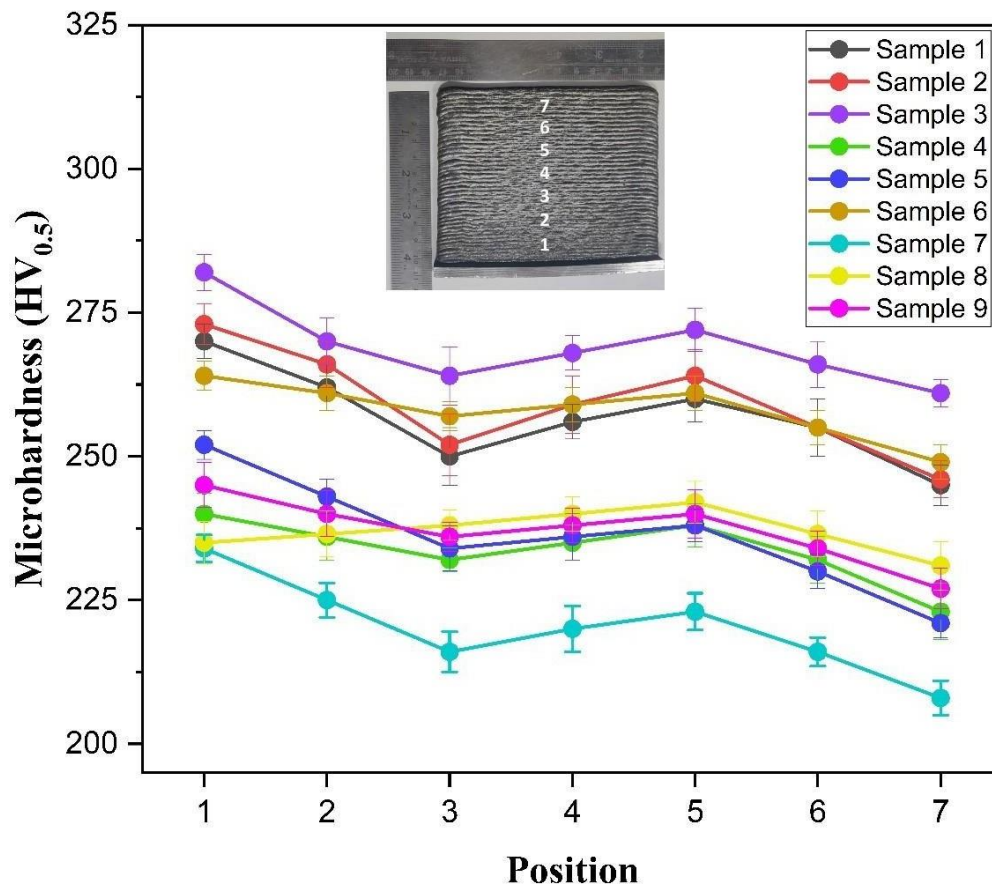 325
300
275
250
225
200
Microhardness (HV0.5)
7
6
5
4
3
2
1
Sample 1
Sample 2
Sample 3
Sample 4
Sample 5
Sample 6
Sample 7
Sample 8
Sample 9
1 2 3 4 5 6 7
Position